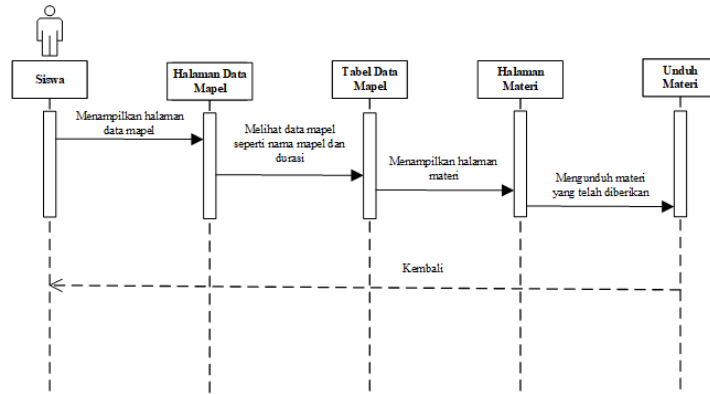 Siswa
Halaman Data
Mapel
Tabel Data
Mapel
Halaman
Materi
Unduh
Materi
Menampilkan halaman
data mapel
Melihat data mapel
seperti nama mapel dan
durasi
Menampilkan halaman
materi
Mengunduh materi
yang telah diberikan
Kembali